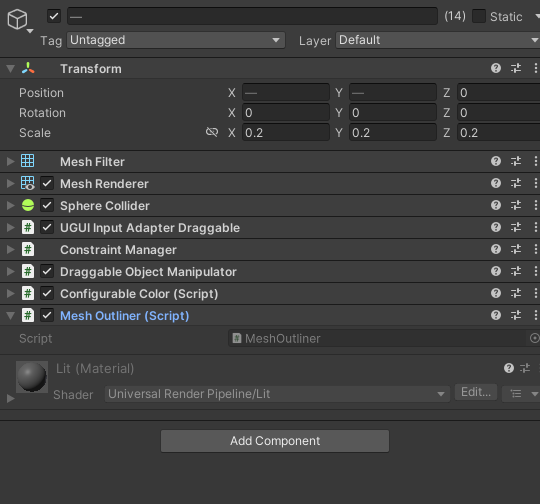 — (14) Static
Tag Untagged Layer Default
Transform
Position X — Y — Z 0
Rotation X 0 Y 0 Z 0
Scale X 0.2 Y 0.2 Z 0.2
Mesh Filter
Mesh Renderer
Sphere Collider
UGUI Input Adapter Draggable
Constraint Manager
Draggable Object Manipulator
Configurable Color (Script)
Mesh Outliner (Script)
Script # MeshOutliner
Lit (Material)
Shader Universal Render Pipeline/Lit Edit...
Add Component